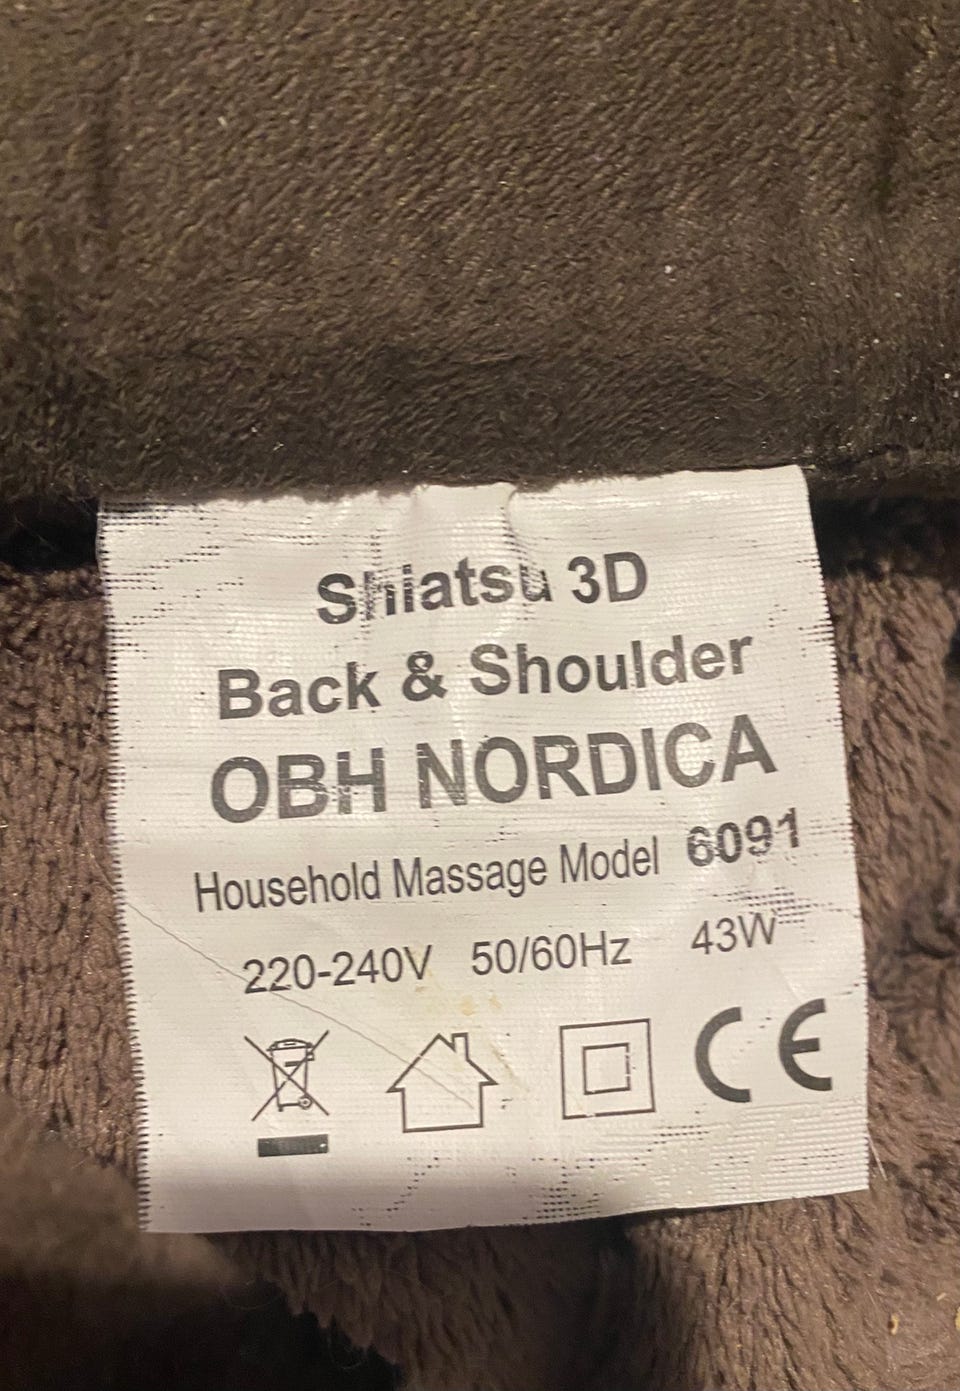 Shiatsu 3D
Back & Shoulder
OBH NORDICA
Household Massage Model 6091
220-240V 50/60Hz 43W
CE